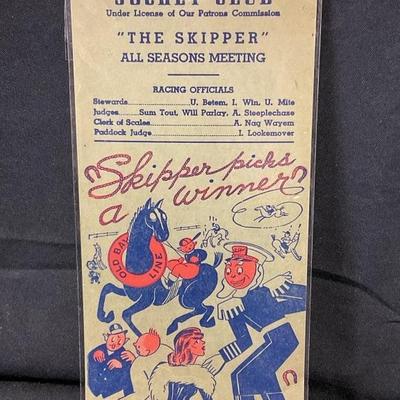 JOCKEY CLUB
Under License of Our Patrons Commission
"THE SKIPPER"
ALL SEASONS MEETING
RACING OFFICIALS
Stewards U. Betem, I. Win, U. Mite
Judges Sum Tout, Will Parlay, A. Steeplechase
Clerk of Scales A. Nag Wayem
Paddock Judge I. Lookemover
Skipper picks
a winner
OLD BAY LINE